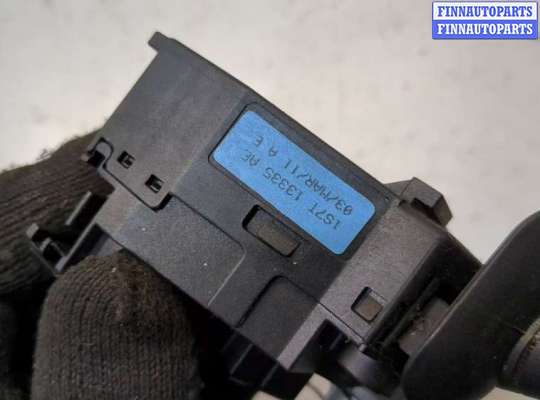 FINNAUTOPARTS
FINNAUTOPARTS
1S7T 13335 AE
03/MAR/11 A E